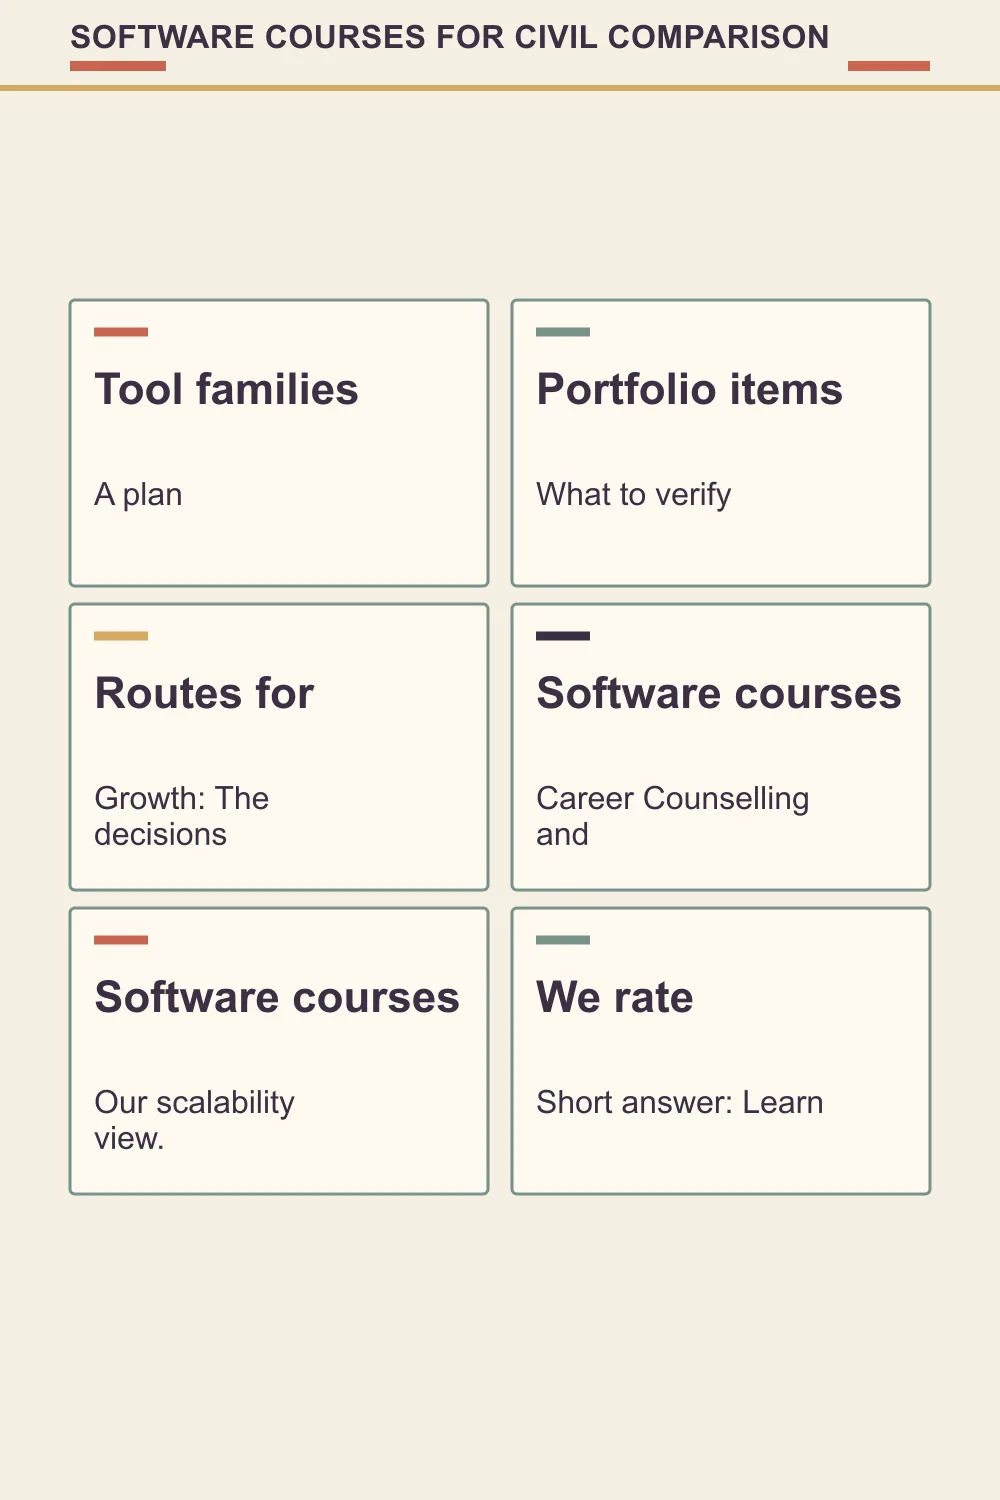 SOFTWARE COURSES FOR CIVIL COMPARISON
Tool families
A plan
Portfolio items
What to verify
Routes for
Growth: The
decisions
Software courses
Career Counselling
and
Software courses
Our scalability
view.
We rate
Short answer: Learn